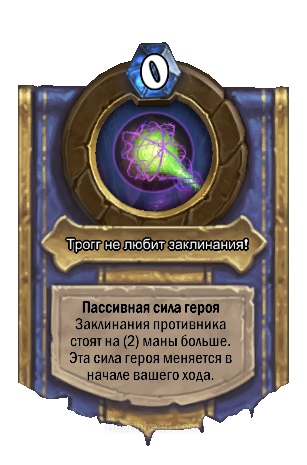 0
Трогг не любит заклинания!
Пассивная сила героя
Заклинания противника
стоят на (2) маны больше.
Эта сила героя меняется в
начале вашего хода.